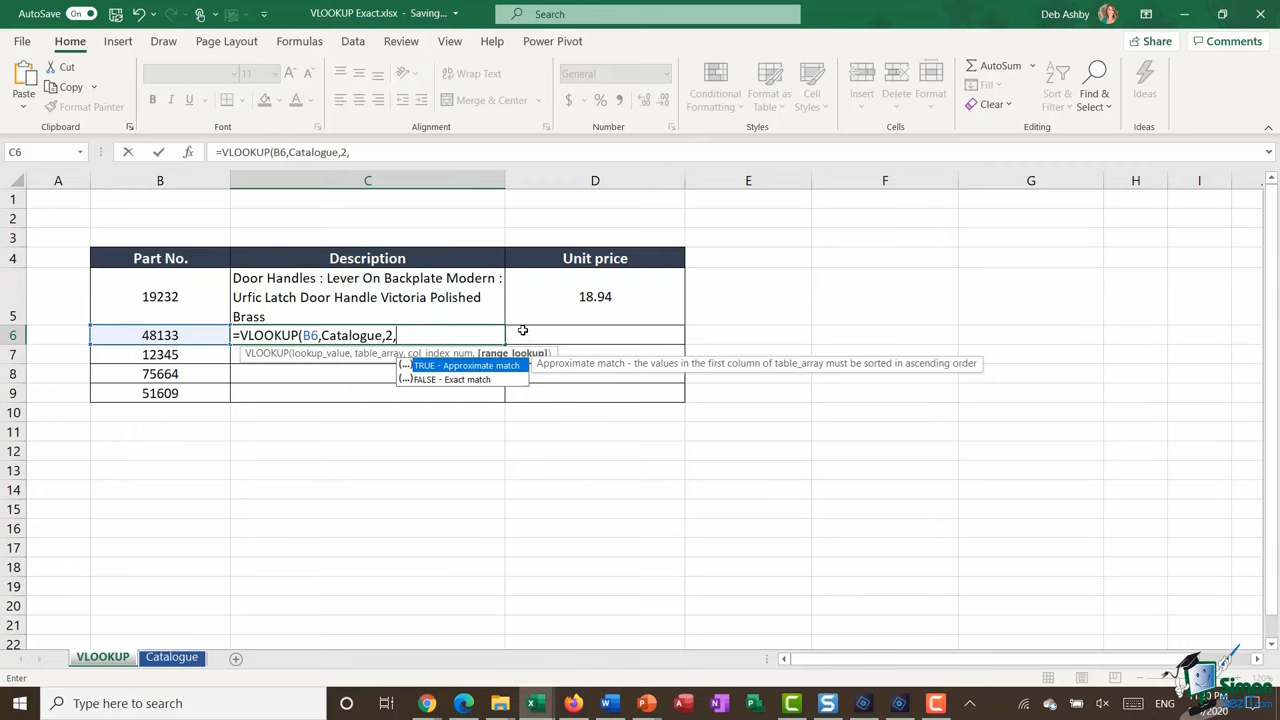 AutoSave On VLOOKUP Exact.xlsx - Saving... Search Deb Ashby
File Home Insert Draw Page Layout Formulas Data Review View Help Power Pivot Share Comments
Paste Cut Copy Format Painter
11 Wrap Text Merge & Center
General $ % ,
Conditional Formatting Format as Table Cell Styles
Insert Delete Format
AutoSum Fill Clear Sort & Filter Find & Select Ideas
Clipboard Font Alignment Number Styles Cells Editing Ideas
C6 fx =VLOOKUP(B6,Catalogue,2,
A B C D E F G H I
1
2
3
4 Part No. Description Unit price
Door Handles : Lever On Backplate Modern :
19232 Urfic Latch Door Handle Victoria Polished 18.94
5 Brass
6 48133 =VLOOKUP(B6,Catalogue,2,
7 12345 VLOOKUP(lookup_value, table_array, col_index_num, [range_lookup])
(...) TRUE - Approximate match Approximate match - the values in the first column of table_array must be sorted in ascending order
8 75664
(...) FALSE - Exact match
9 51609
10
11
12
13
14
15
16
17
18
19
20
21
22
VLOOKUP Catalogue
Enter
Type here to search ENG